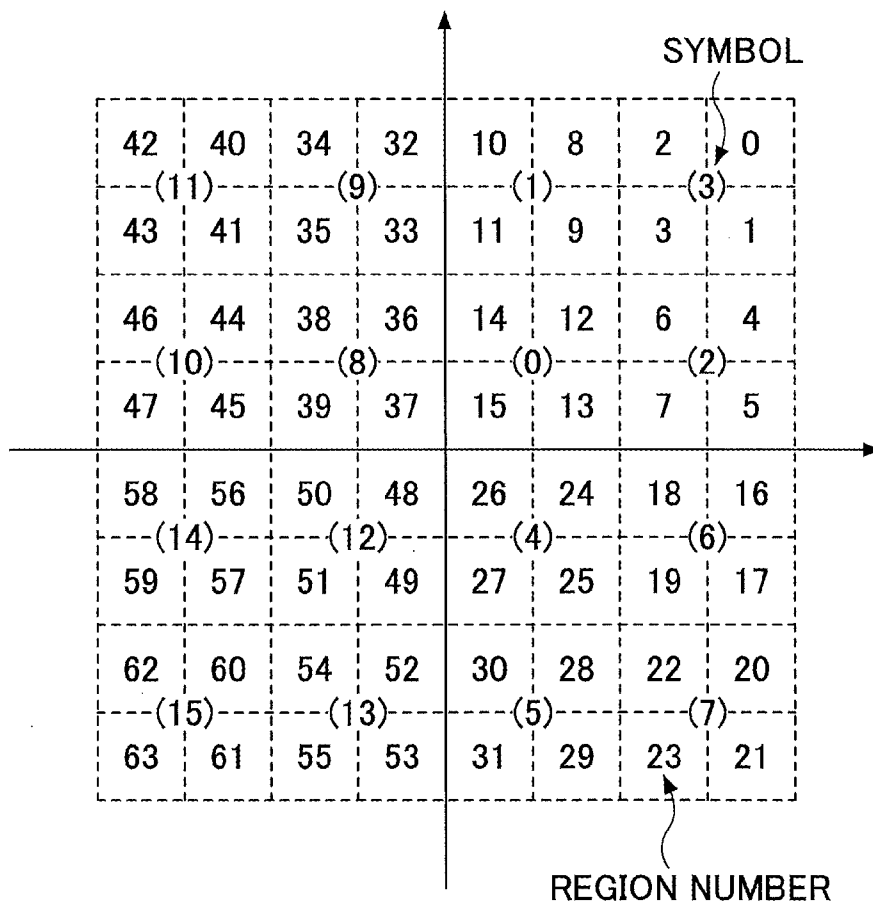 SYMBOL
42 40 34 32 10 8 2 0
(11) (9) (1) (3)
43 41 35 33 11 9 3 1
46 44 38 36 14 12 6 4
(10) (8) (0) (2)
47 45 39 37 15 13 7 5
58 56 50 48 26 24 18 16
(14) (12) (4) (6)
59 57 51 49 27 25 19 17
62 60 54 52 30 28 22 20
(15) (13) (5) (7)
63 61 55 53 31 29 23 21
REGION NUMBER